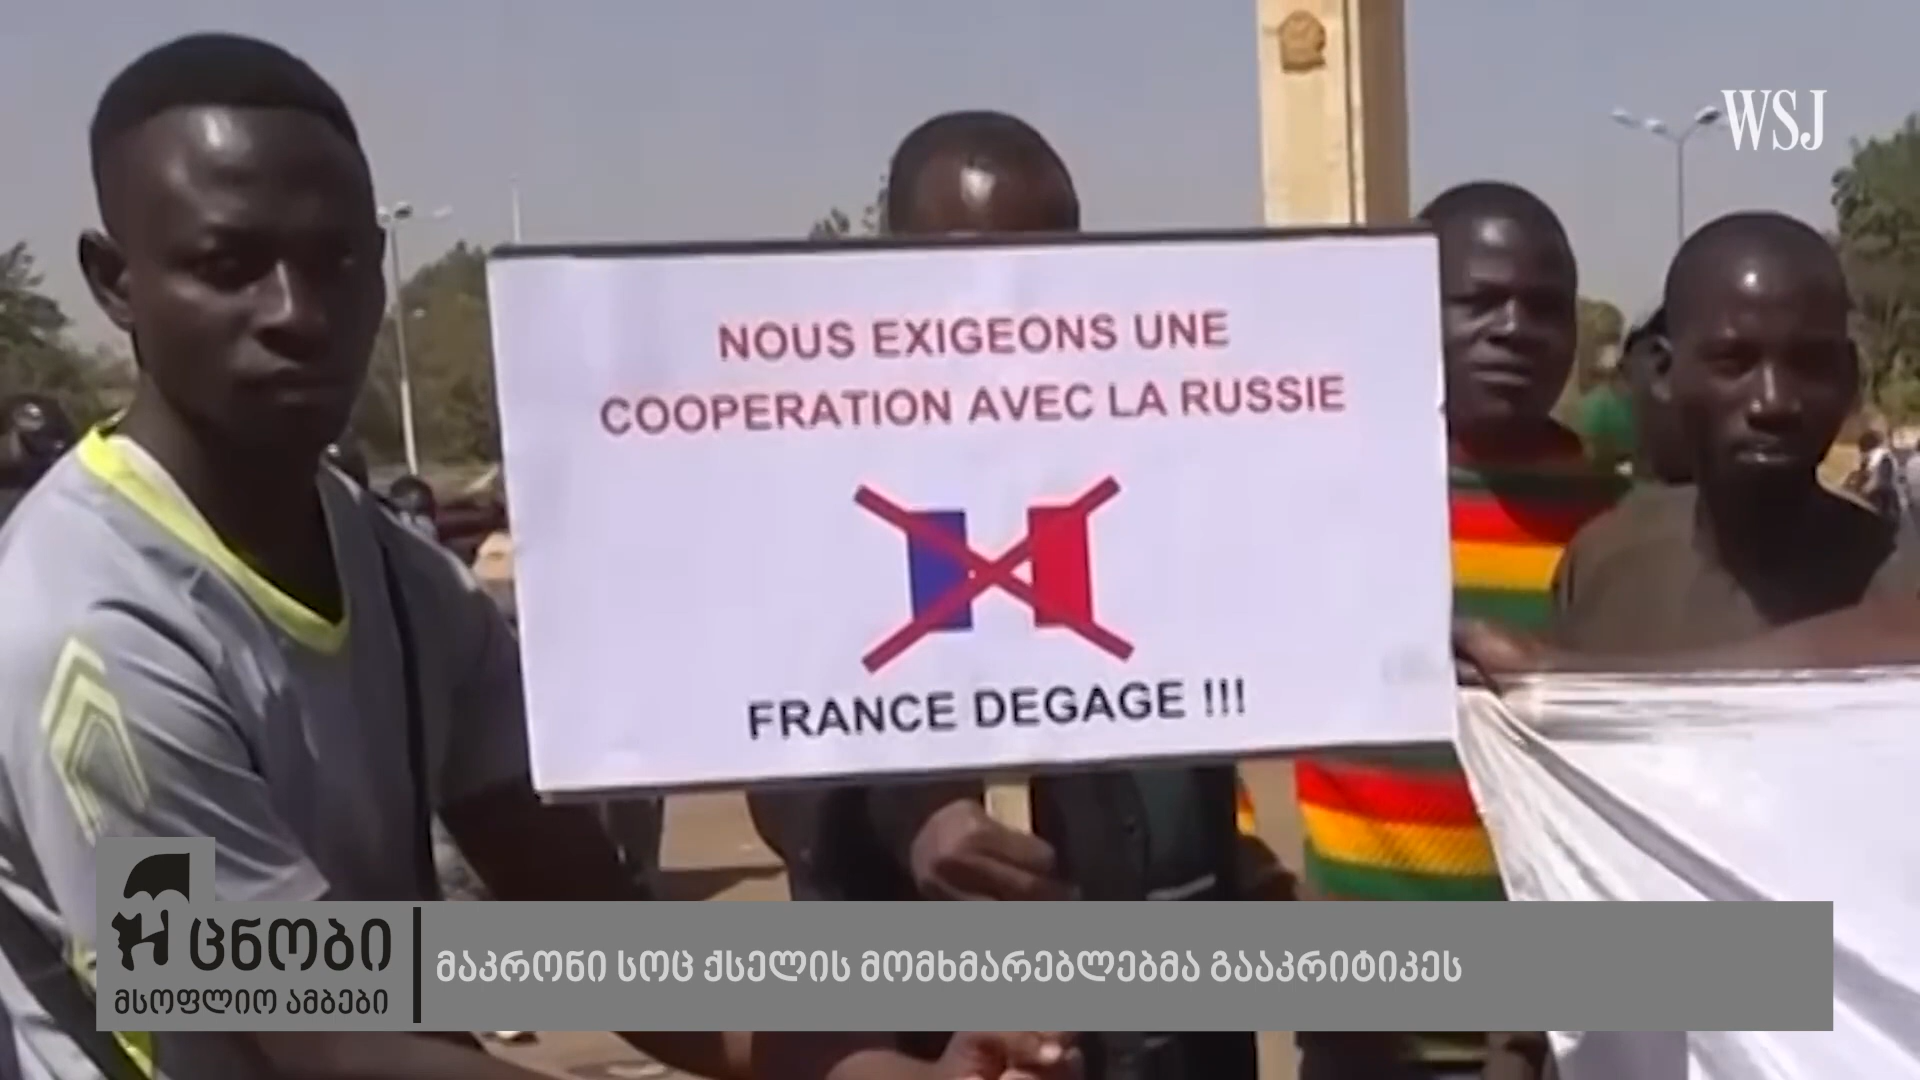 WSJ
NOUS EXIGEONS UNE
COOPERATION AVEC LA RUSSIE
FRANCE DEGAGE !!!
ცნობი
მსოფლიო ამბები
მაკრონი სოც ქსელის მომხმარებლებმა გააკრიტიკეს